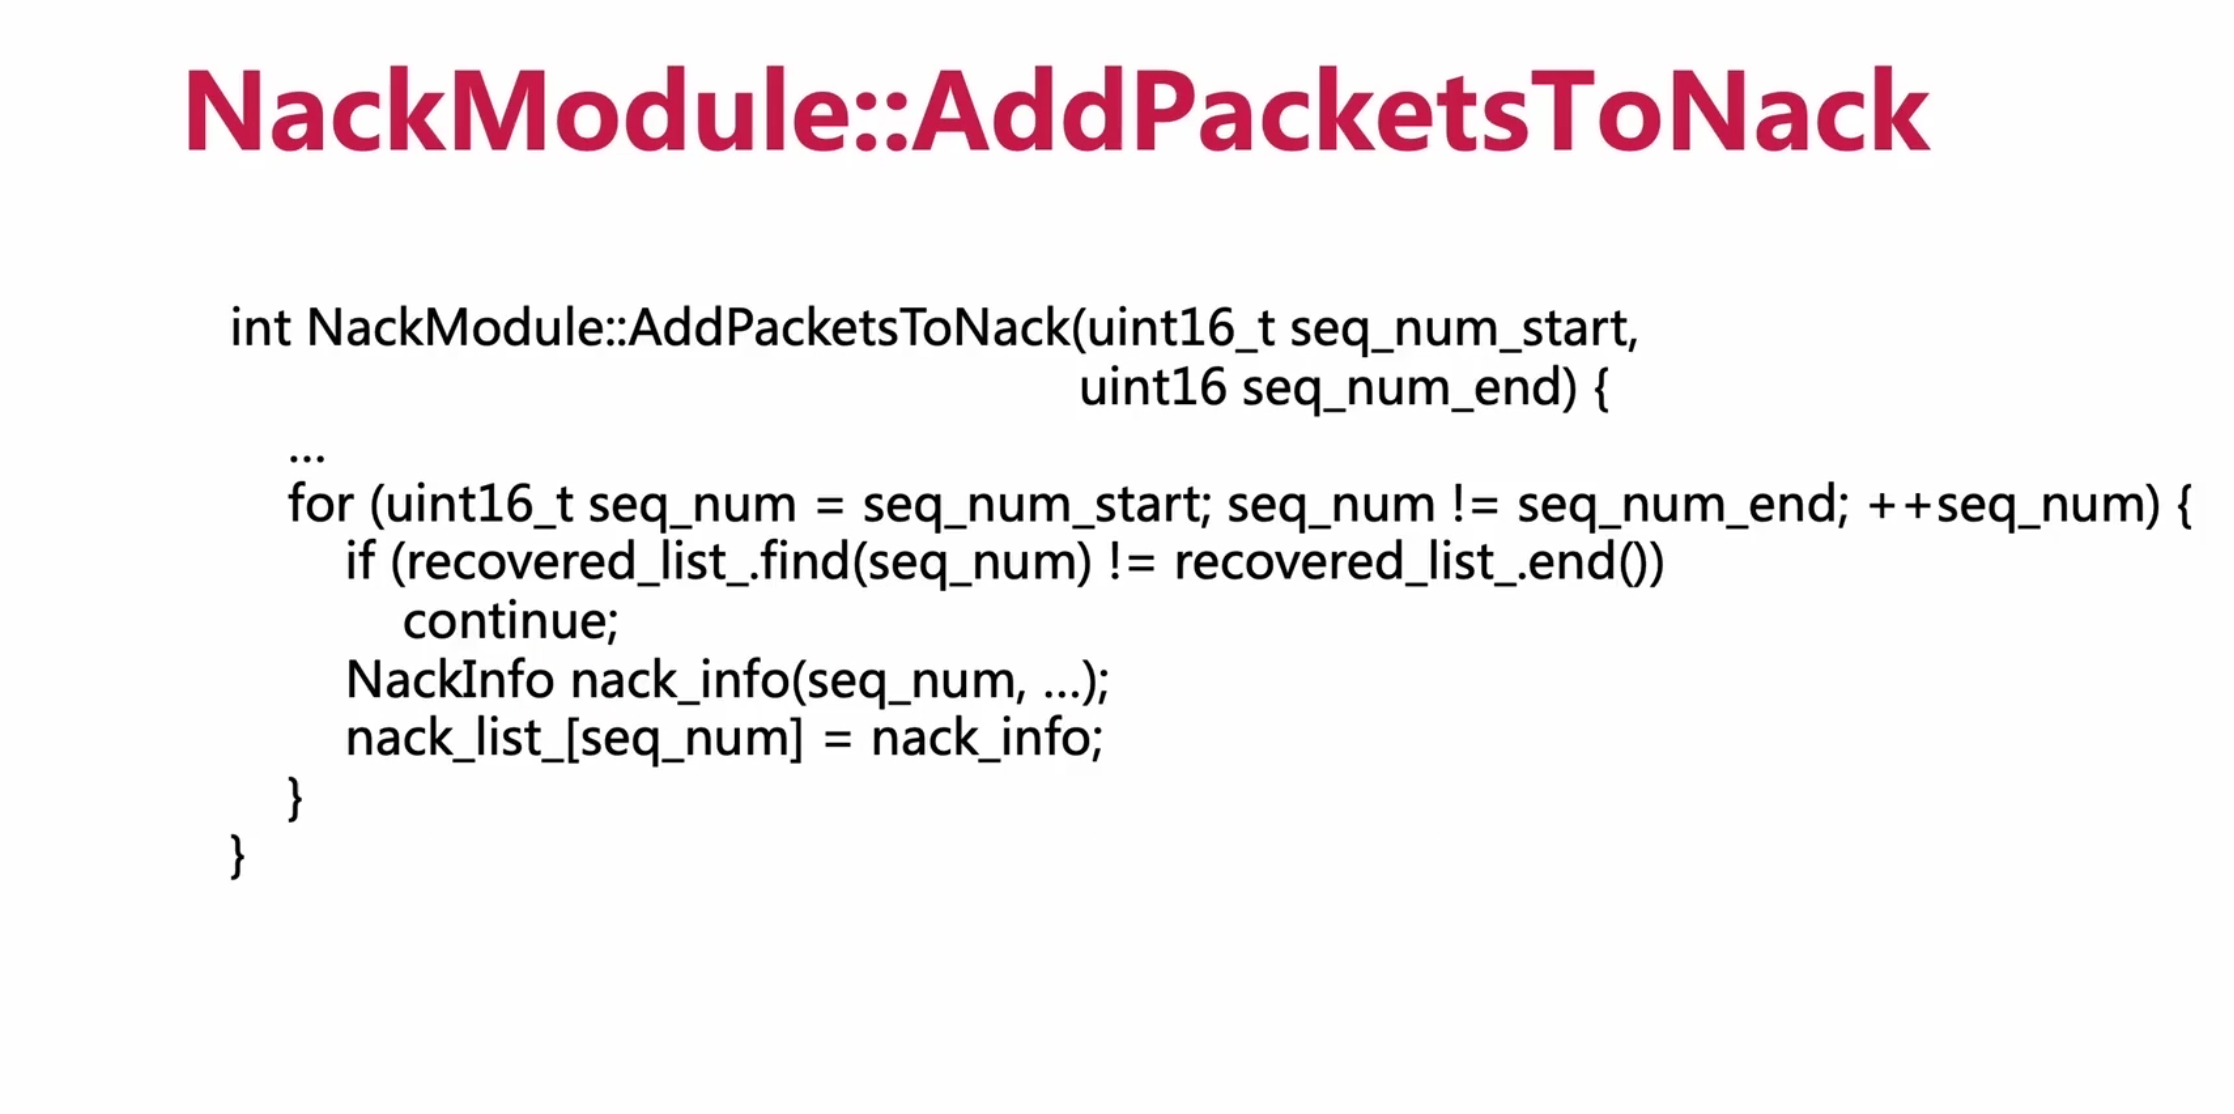 NackModule::AddPacketsToNack
int NackModule::AddPacketsToNack(uint16_t seq_num_start,
uint16 seq_num_end) {
...
for (uint16_t seq_num = seq_num_start; seq_num != seq_num_end; ++seq_num) {
if (recovered_list_.find(seq_num) != recovered_list_.end())
continue;
NackInfo nack_info(seq_num, ...);
nack_list_[seq_num] = nack_info;
}
}